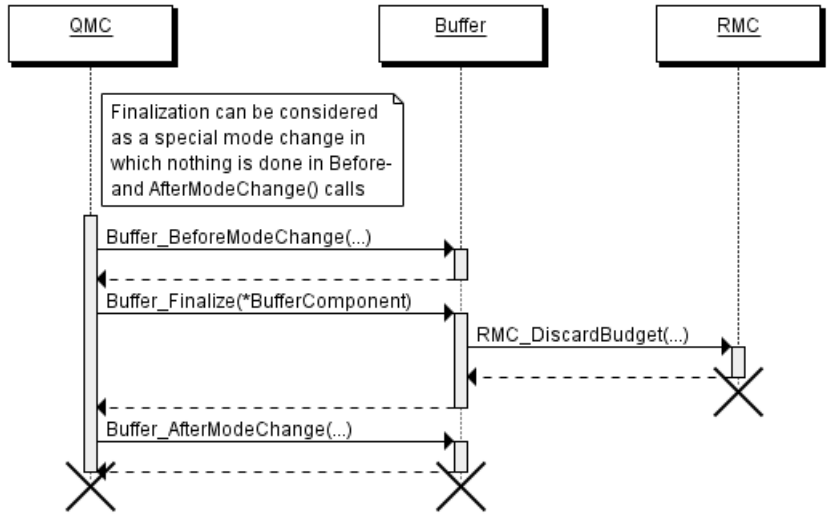 QMC
Buffer
RMC
Finalization can be considered
as a special mode change in
which nothing is done in Before-
and AfterModeChange() calls
Buffer_BeforeModeChange(...)
Buffer_Finalize(*BufferComponent)
RMC_DiscardBudget(...)
Buffer_AfterModeChange(...)